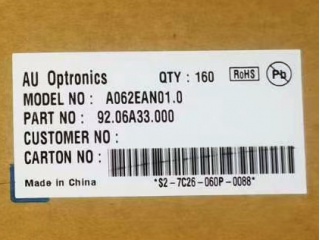 AU Optronics QTY : 160 RoHS Pb
MODEL NO : A062EAN01.0
PART NO : 92.06A33.000
CUSTOMER NO :
CARTON NO :
Made in China *S2-7C26-060P-0088*